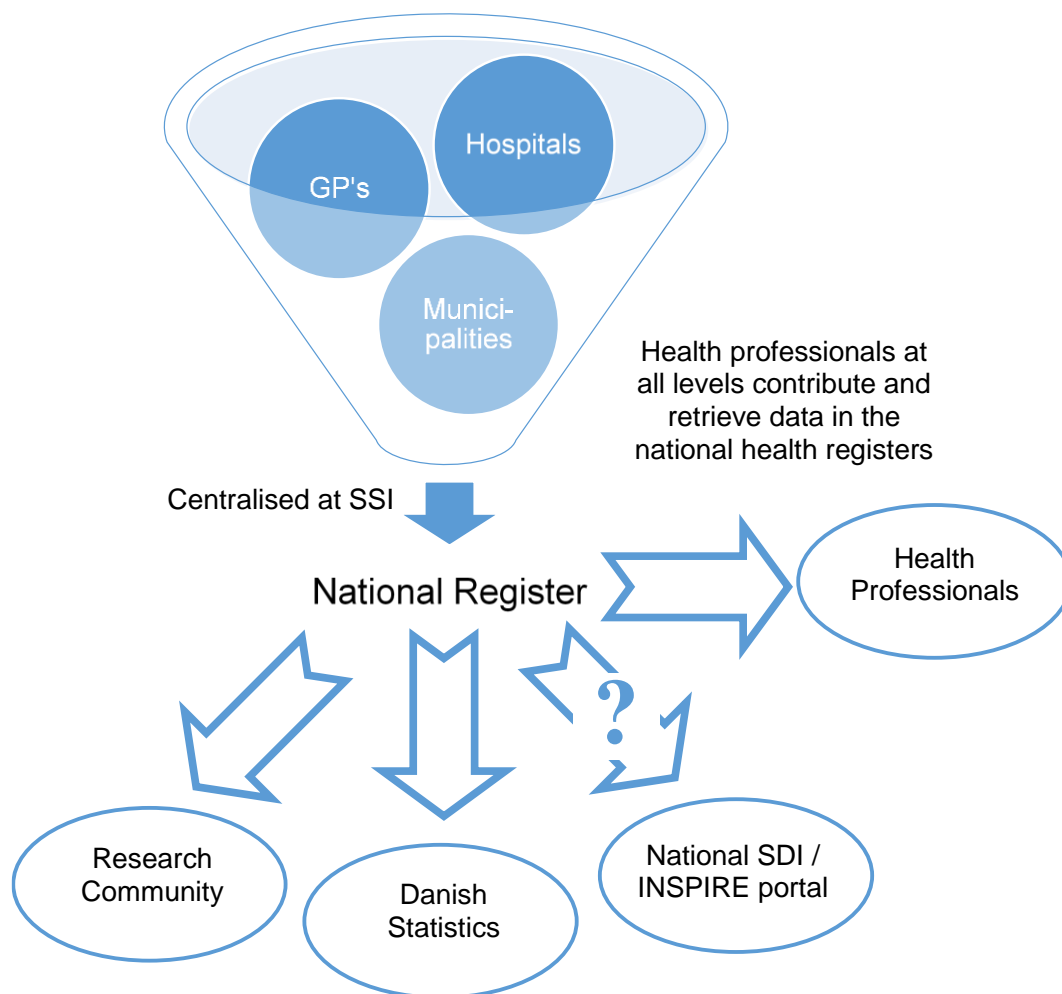 Hospitals
GP's
Munici-
palities
Health professionals at
all levels contribute and
retrieve data in the
national health registers
Centralised at SSI
National Register
Health
Professionals
?
Research
Community
Danish
Statistics
National SDI /
INSPIRE portal